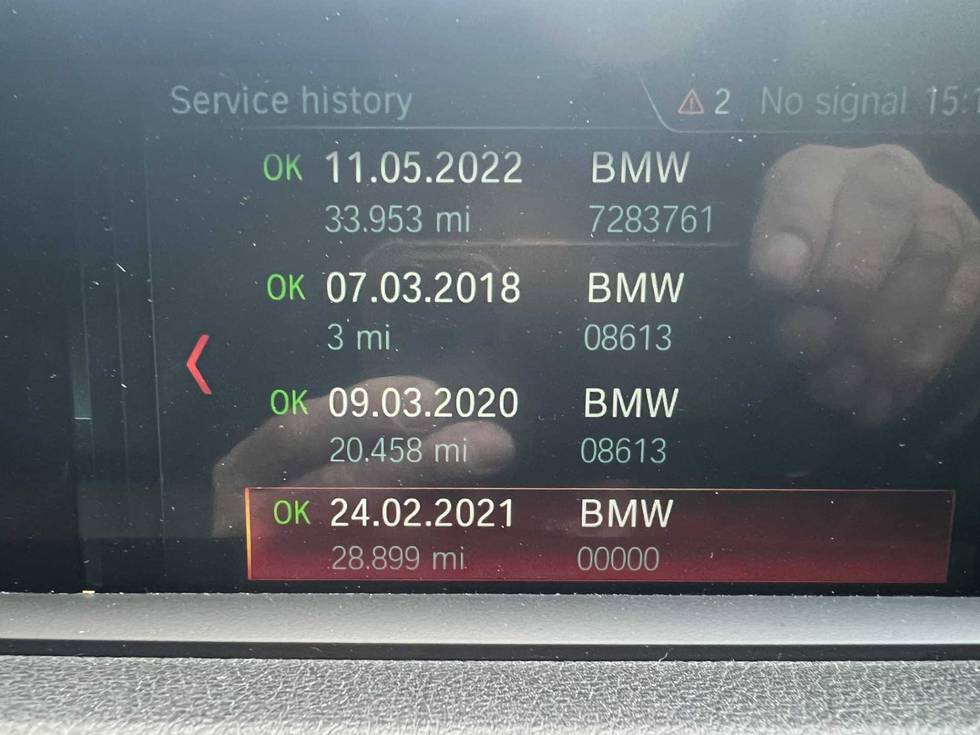 Service history
⚠ 2 No signal 15:
OK 11.05.2022 BMW
33.953 mi 7283761
OK 07.03.2018 BMW
3 mi 08613
OK 09.03.2020 BMW
20.458 mi 08613
OK 24.02.2021 BMW
28.899 mi 00000